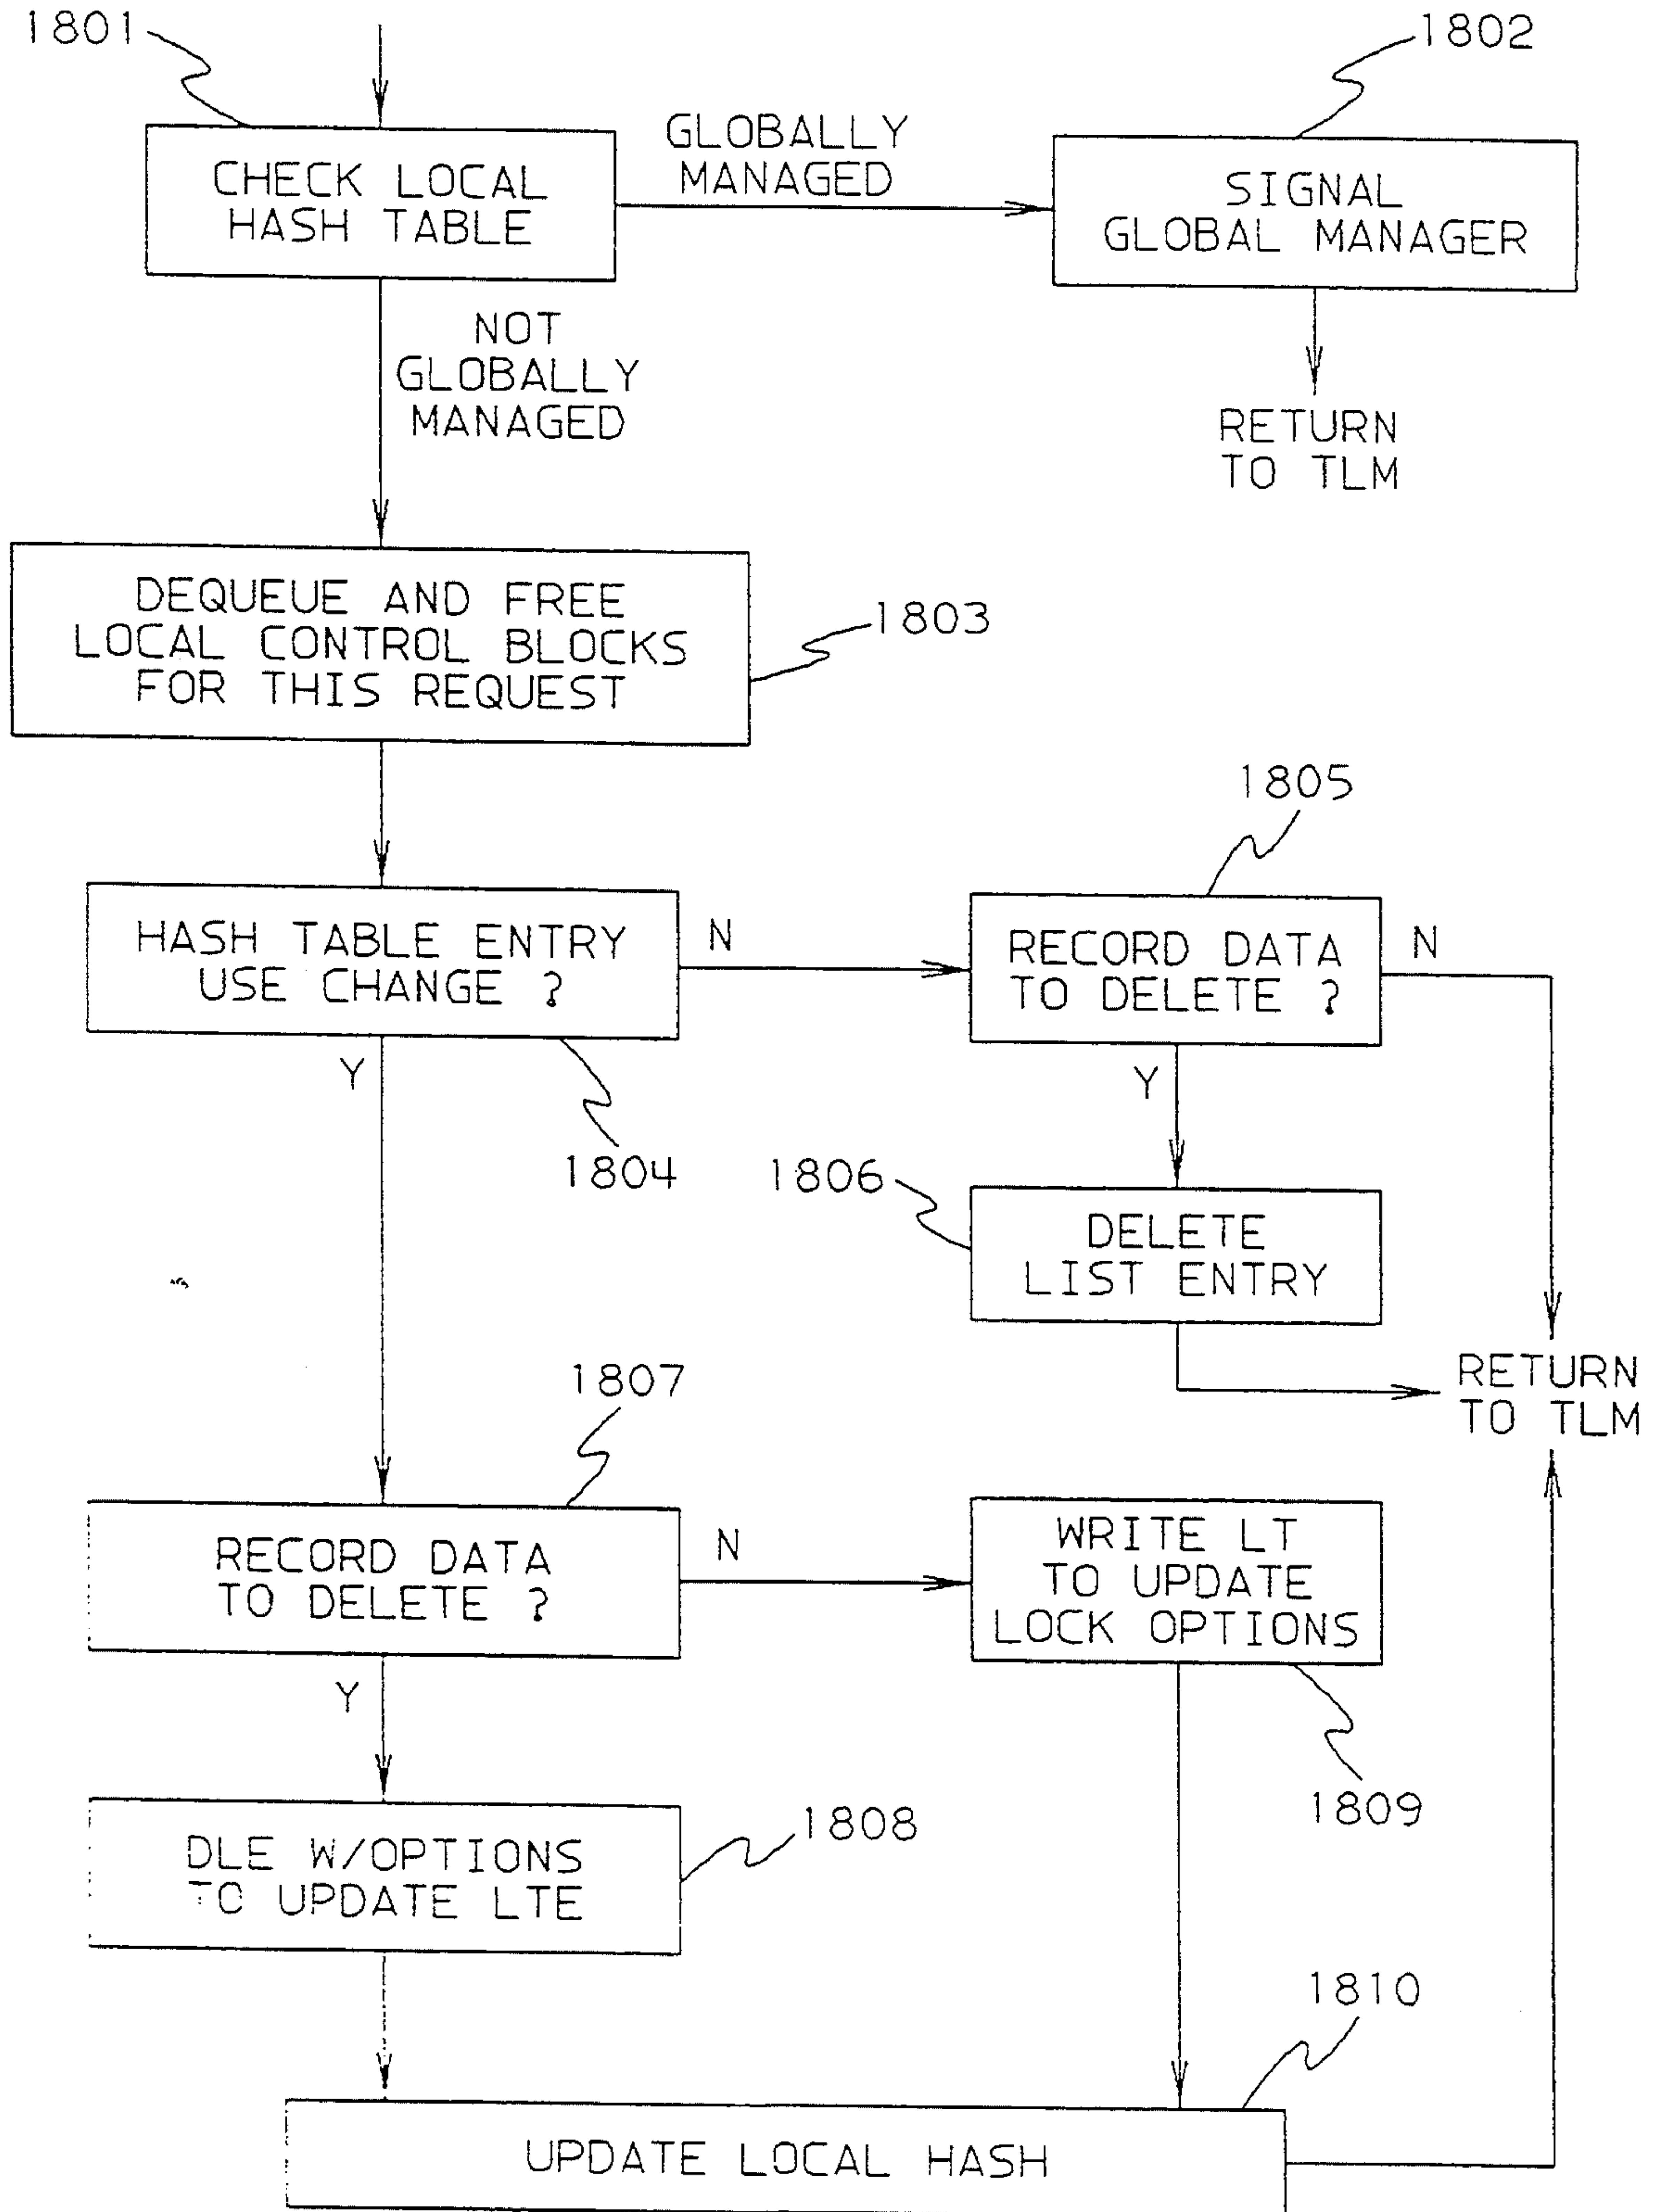 1801
1802
CHECK LOCAL
HASH TABLE
GLOBALLY
MANAGED
SIGNAL
GLOBAL MANAGER
NOT
GLOBALLY
MANAGED
RETURN
TO TLM
DEQUEUE AND FREE
LOCAL CONTROL BLOCKS
FOR THIS REQUEST
1803
1805
HASH TABLE ENTRY
USE CHANGE ?
N
RECORD DATA
TO DELETE ?
N
Y
1804
Y
1806
DELETE
LIST ENTRY
RETURN
TO TLM
1807
RECORD DATA
TO DELETE ?
N
WRITE LT
TO UPDATE
LOCK OPTIONS
Y
1809
DLE W/OPTIONS
TO UPDATE LTE
1808
1810
UPDATE LOCAL HASH